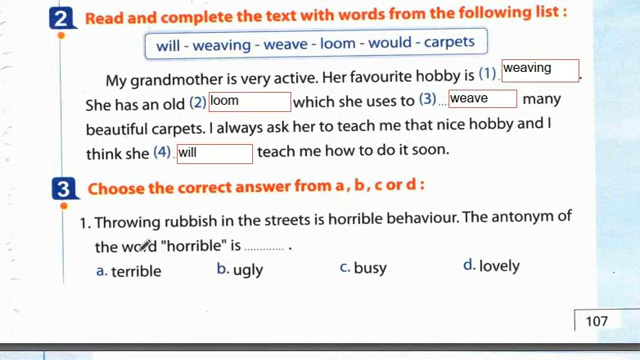 2 Read and complete the text with words from the following list :
will - weaving - weave - loom - would - carpets
My grandmother is very active. Her favourite hobby is (1). weaving .
She has an old (2) loom which she uses to (3)... weave many
beautiful carpets. I always ask her to teach me that nice hobby and I
think she (4). will teach me how to do it soon.
3 Choose the correct answer from a, b, c or d :
1. Throwing rubbish in the streets is horrible behaviour. The antonym of
the word "horrible" is ............. .
a. terrible b. ugly c. busy d. lovely
107